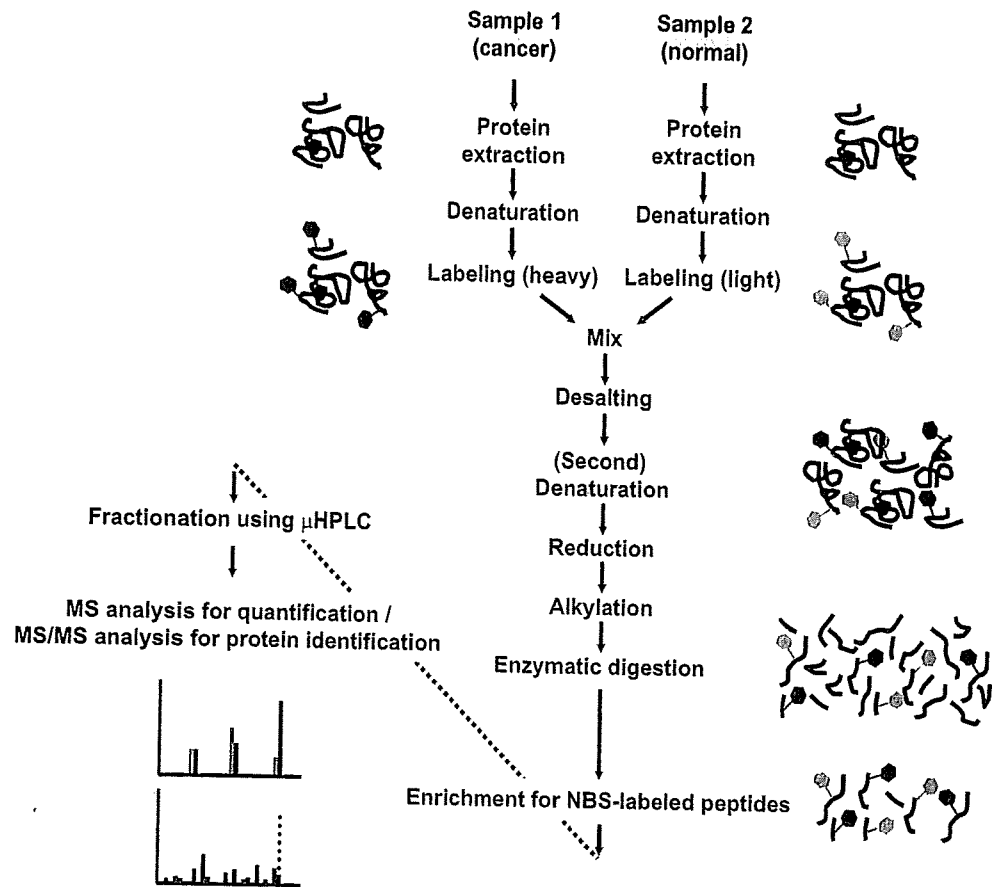 Sample 1
(cancer)
Sample 2
(normal)
Protein
extraction
Protein
extraction
Denaturation
Denaturation
Labeling (heavy)
Labeling (light)
Mix
Desalting
(Second)
Denaturation
Reduction
Alkylation
Enzymatic digestion
Enrichment for NBS-labeled peptides
Fractionation using μHPLC
MS analysis for quantification /
MS/MS analysis for protein identification